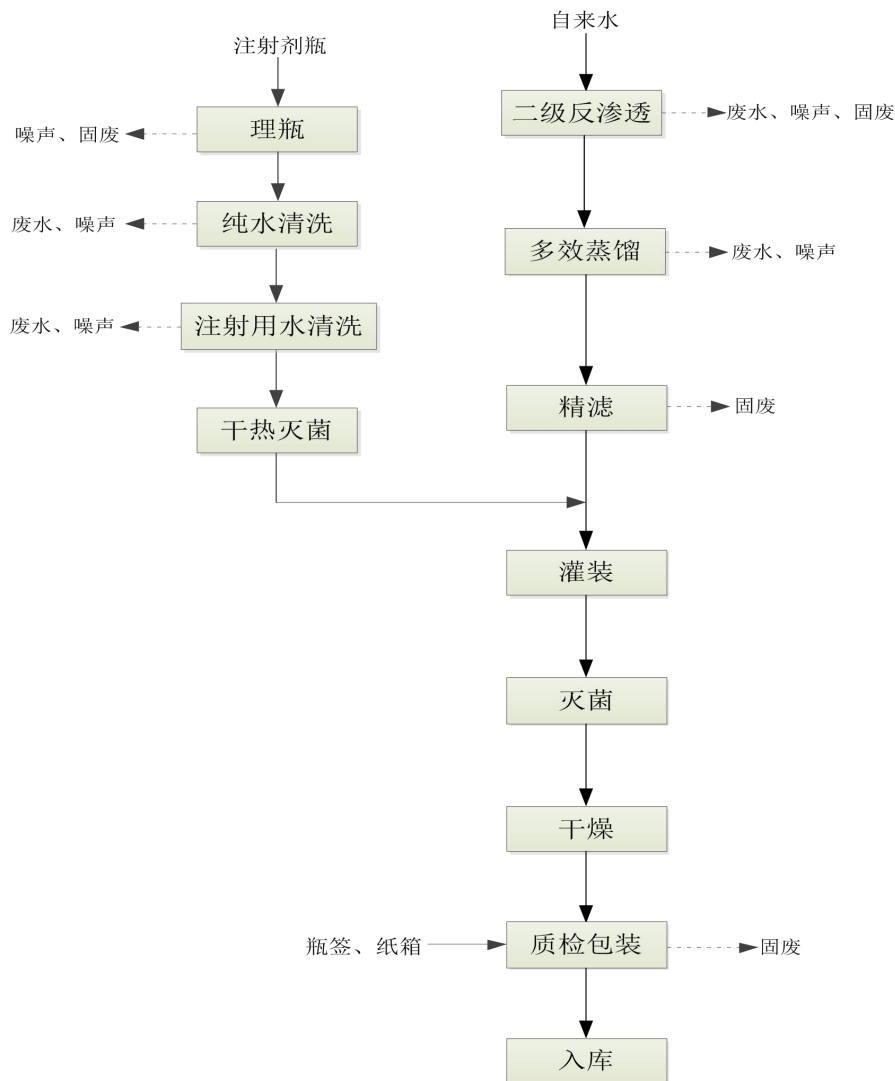 自来水
注射剂瓶
二级反渗透
废水、噪声、固废
理瓶
噪声、固废
纯水清洗
废水、噪声
多效蒸馏
废水、噪声
注射用水清洗
废水、噪声
精滤
固废
干热灭菌
灌装
灭菌
干燥
瓶签、纸箱
质检包装
固废
入库